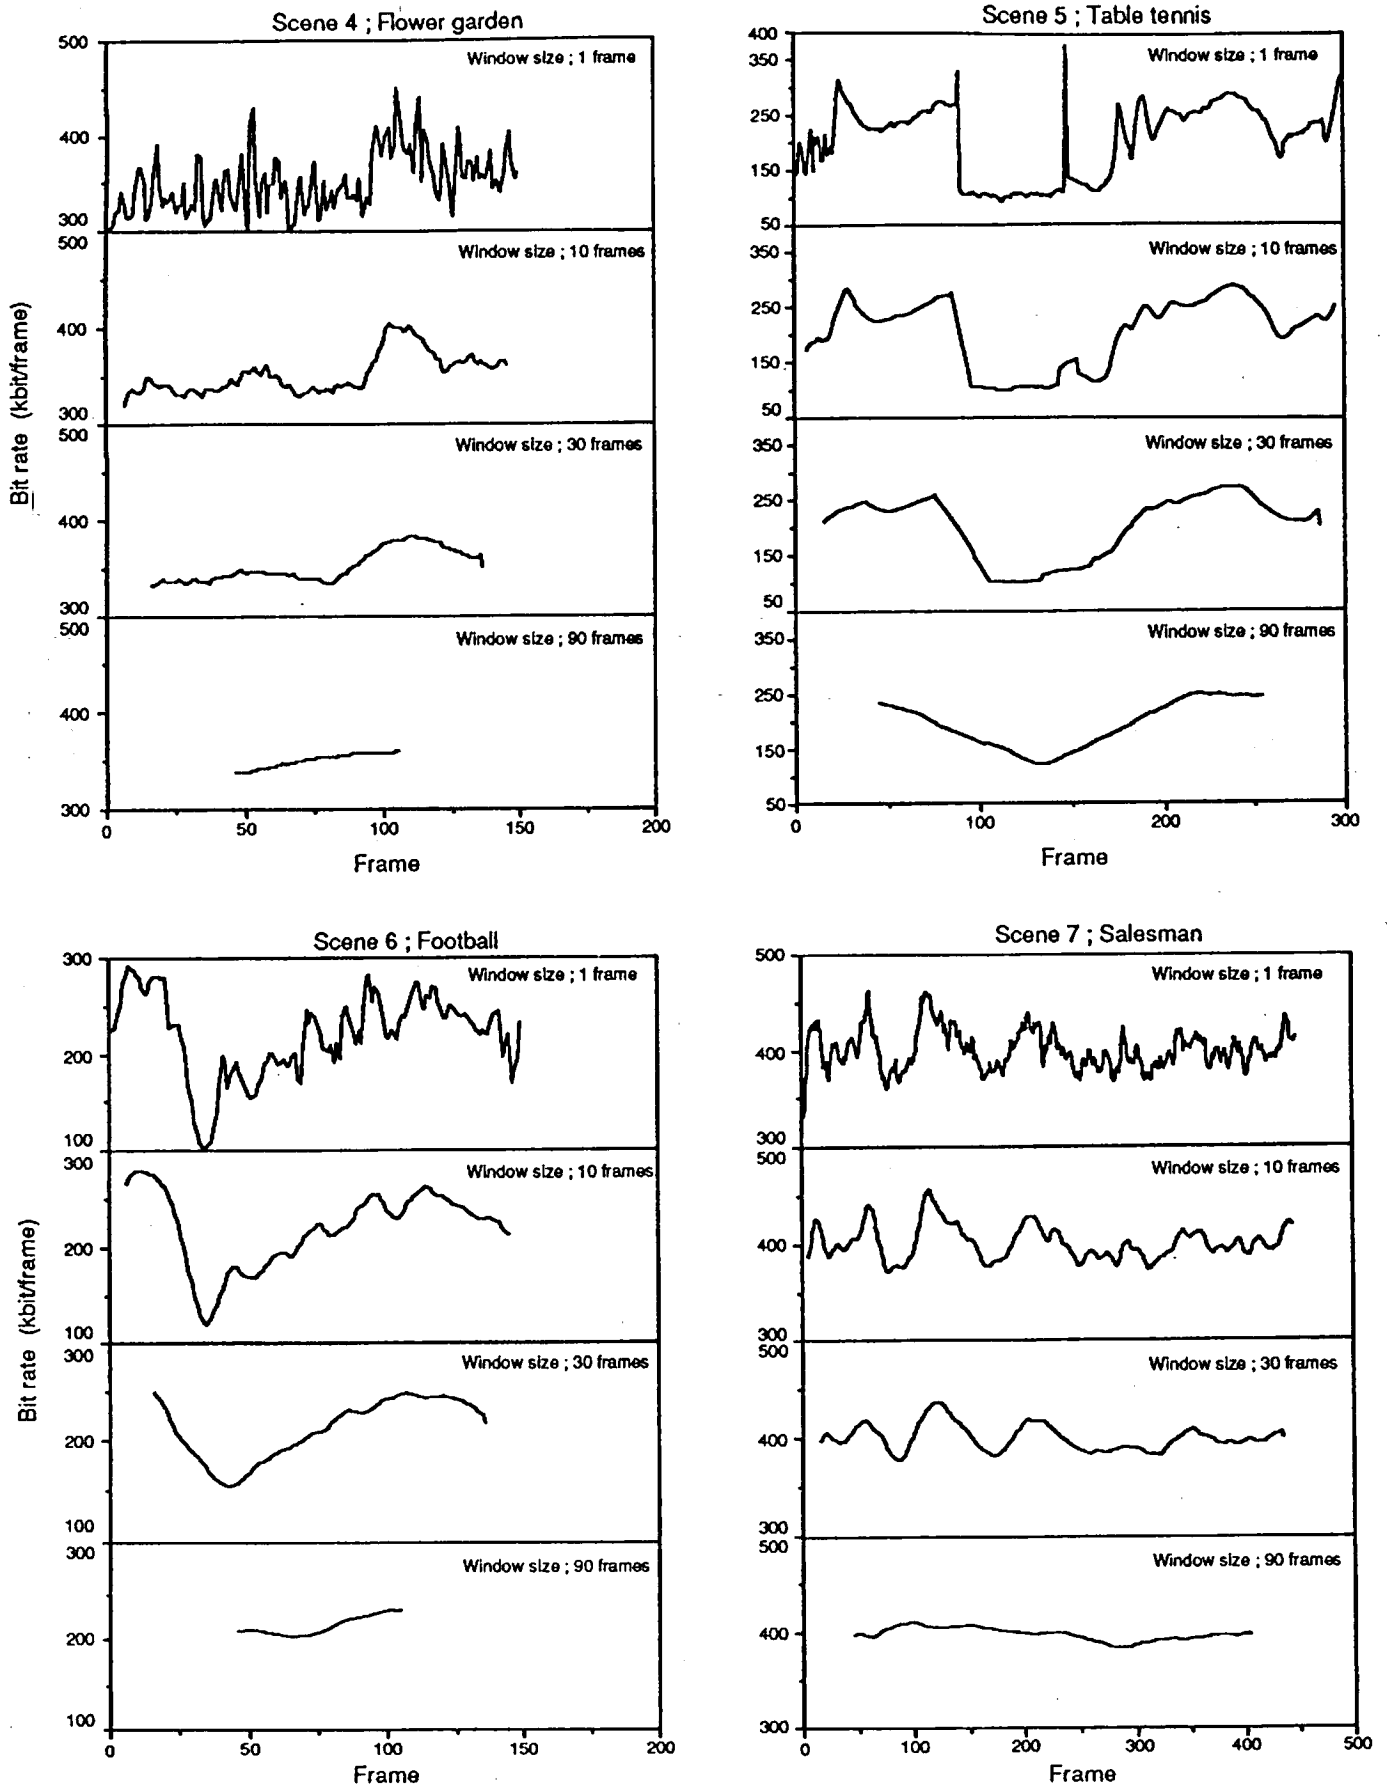 Scene 4 ; Flower garden
500
Window size ; 1 frame
400
300
500
Window size ; 10 frames
400
300
500
Window size ; 30 frames
400
300
500
Window size ; 90 frames
400
300
0 50 100 150 200
Frame
Bit rate (kbit/frame)
Scene 5 ; Table tennis
400
350
Window size ; 1 frame
250
150
50
350
Window size ; 10 frames
250
150
50
350
Window size ; 30 frames
250
150
50
350
Window size ; 90 frames
250
150
50
0 100 200 300
Frame
Scene 6 ; Football
300
Window size ; 1 frame
200
100
300
Window size ; 10 frames
200
100
300
Window size ; 30 frames
200
100
300
Window size ; 90 frames
200
100
0 50 100 150 200
Frame
Bit rate (kbit/frame)
Scene 7 ; Salesman
500
Window size ; 1 frame
400
300
500
Window size ; 10 frames
400
300
500
Window size ; 30 frames
400
300
500
Window size ; 90 frames
400
300
0 100 200 300 400 500
Frame